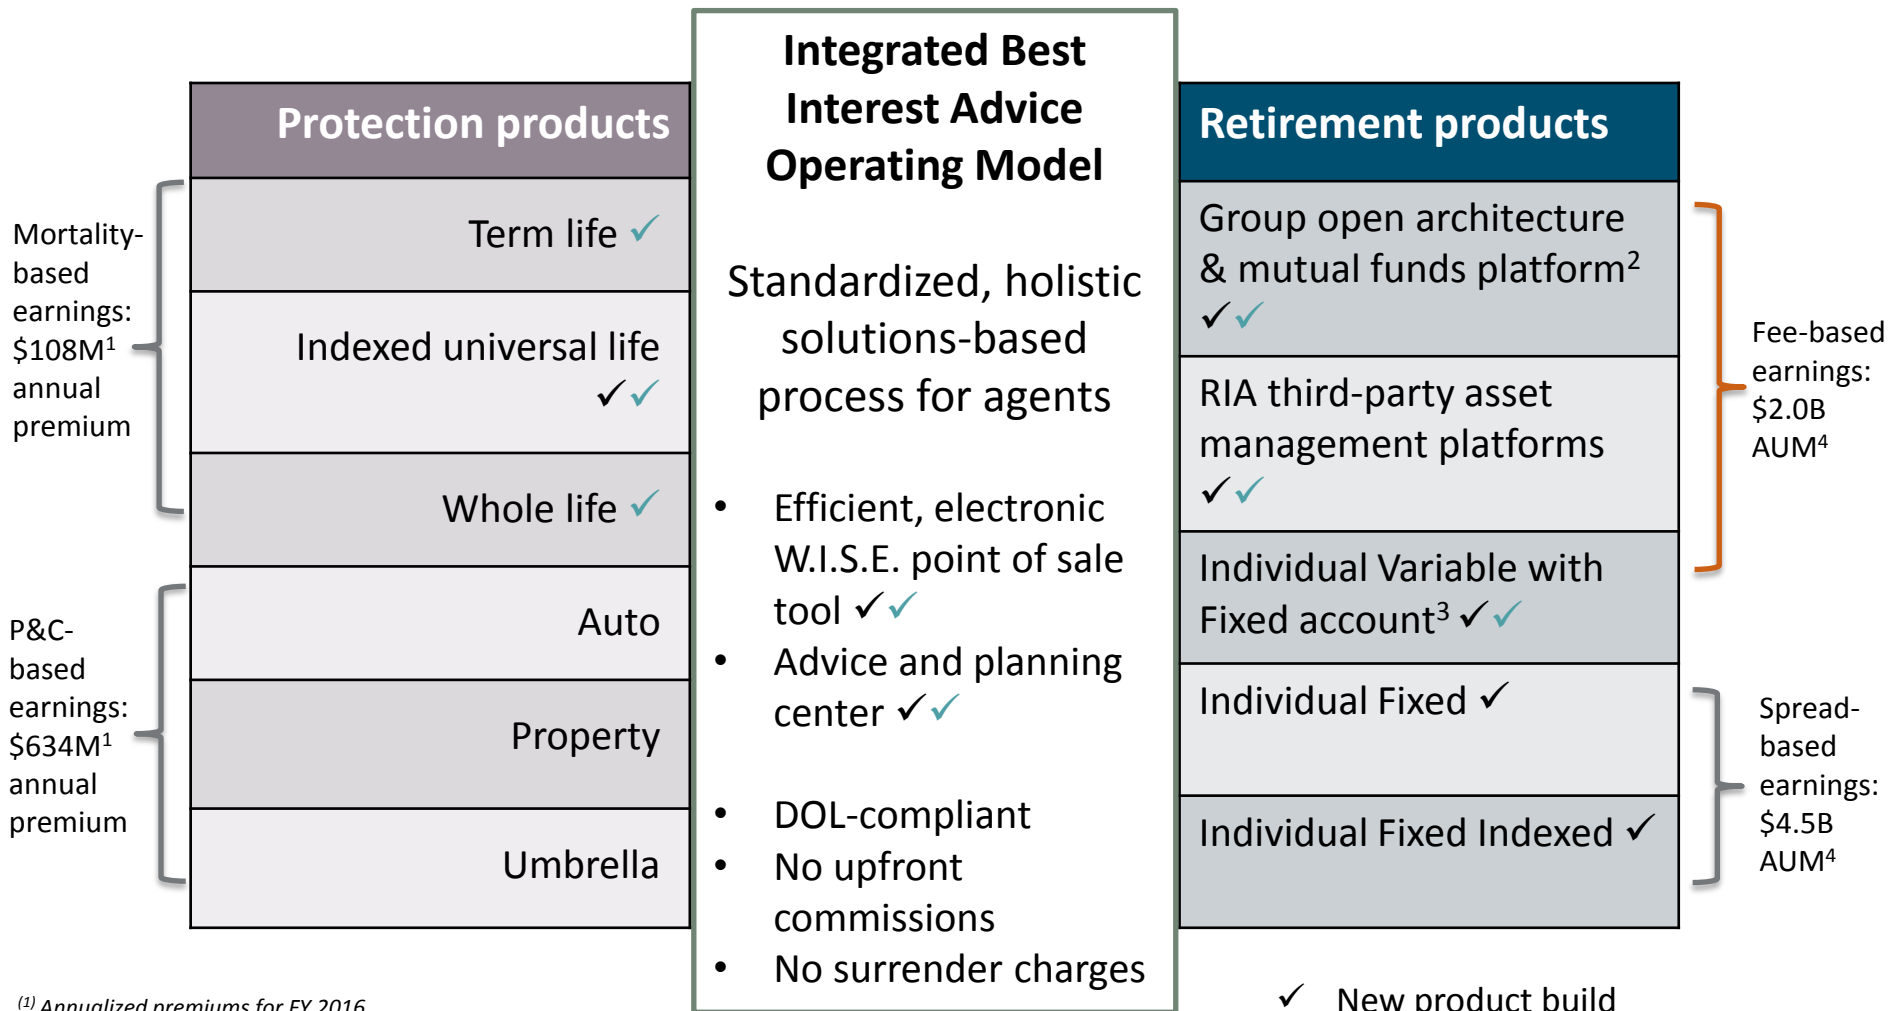 Protection products
Mortality-
based
earnings:
$108M¹
annual
premium
Term life ✓
Indexed universal life
✓✓
Whole life ✓
P&C-
based
earnings:
$634M¹
annual
premium
Auto
Property
Umbrella
Integrated Best
Interest Advice
Operating Model
Standardized, holistic
solutions-based
process for agents
• Efficient, electronic
W.I.S.E. point of sale
tool ✓✓
• Advice and planning
center ✓✓
• DOL-compliant
• No upfront
commissions
• No surrender charges
Retirement products
Group open architecture
& mutual funds platform²
✓✓
RIA third-party asset
management platforms
✓✓
Individual Variable with
Fixed account³ ✓✓
Individual Fixed ✓
Individual Fixed Indexed ✓
Fee-based
earnings:
$2.0B
AUM⁴
Spread-
based
earnings:
$4.5B
AUM⁴
(1) Annualized premiums for FY 2016
✓ New product build